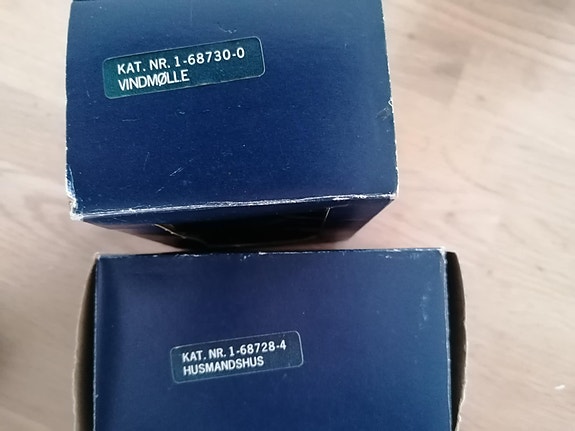 KAT. NR. 1-68730-0
VINDMØLLE
KAT. NR. 1-68728-4
HUSMANDSHUS